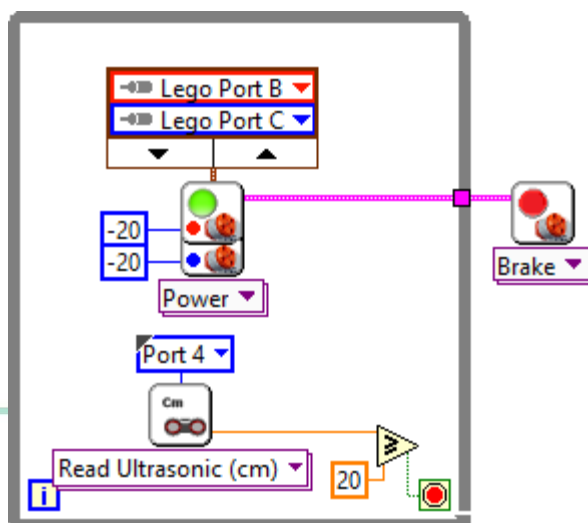 Lego Port B
Lego Port C
-20
-20
Power
Brake
Port 4
Cm
Read Ultrasonic (cm)
≥
20
i